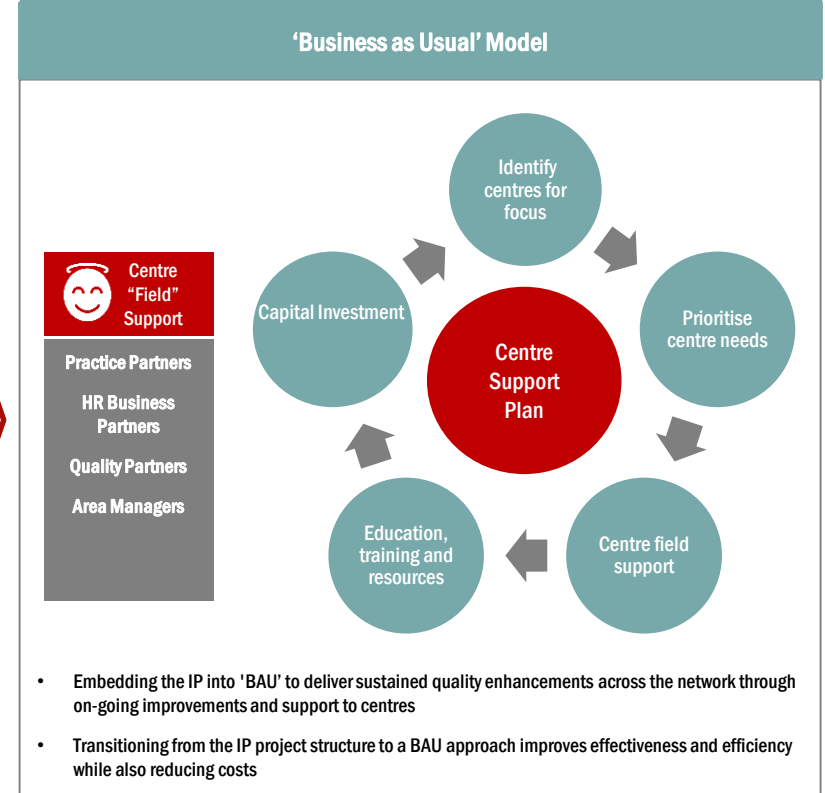 ‘Business as Usual’ Model
Identify
centres for
focus
Centre
“Field”
Support
Capital Investment
Prioritise
centre needs
Centre
Support
Plan
Practice Partners
HR Business
Partners
Quality Partners
Area Managers
Education,
training and
resources
Centre field
support
• Embedding the IP into 'BAU’ to deliver sustained quality enhancements across the network through
on-going improvements and support to centres
• Transitioning from the IP project structure to a BAU approach improves effectiveness and efficiency
while also reducing costs